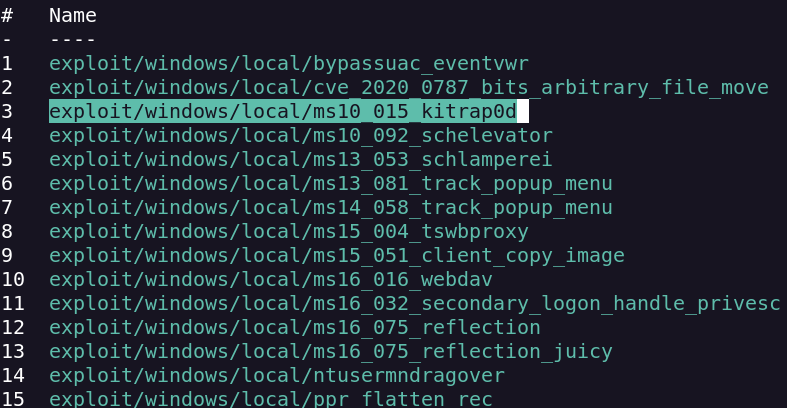 #   Name
-   ----
1   exploit/windows/local/bypassuac_eventvwr
2   exploit/windows/local/cve_2020_0787_bits_arbitrary_file_move
3   exploit/windows/local/ms10_015_kitrap0d
4   exploit/windows/local/ms10_092_schelevator
5   exploit/windows/local/ms13_053_schlamperei
6   exploit/windows/local/ms13_081_track_popup_menu
7   exploit/windows/local/ms14_058_track_popup_menu
8   exploit/windows/local/ms15_004_tswbproxy
9   exploit/windows/local/ms15_051_client_copy_image
10  exploit/windows/local/ms16_016_webdav
11  exploit/windows/local/ms16_032_secondary_logon_handle_privesc
12  exploit/windows/local/ms16_075_reflection
13  exploit/windows/local/ms16_075_reflection_juicy
14  exploit/windows/local/ntusermndragover
15  exploit/windows/local/ppr_flatten_rec